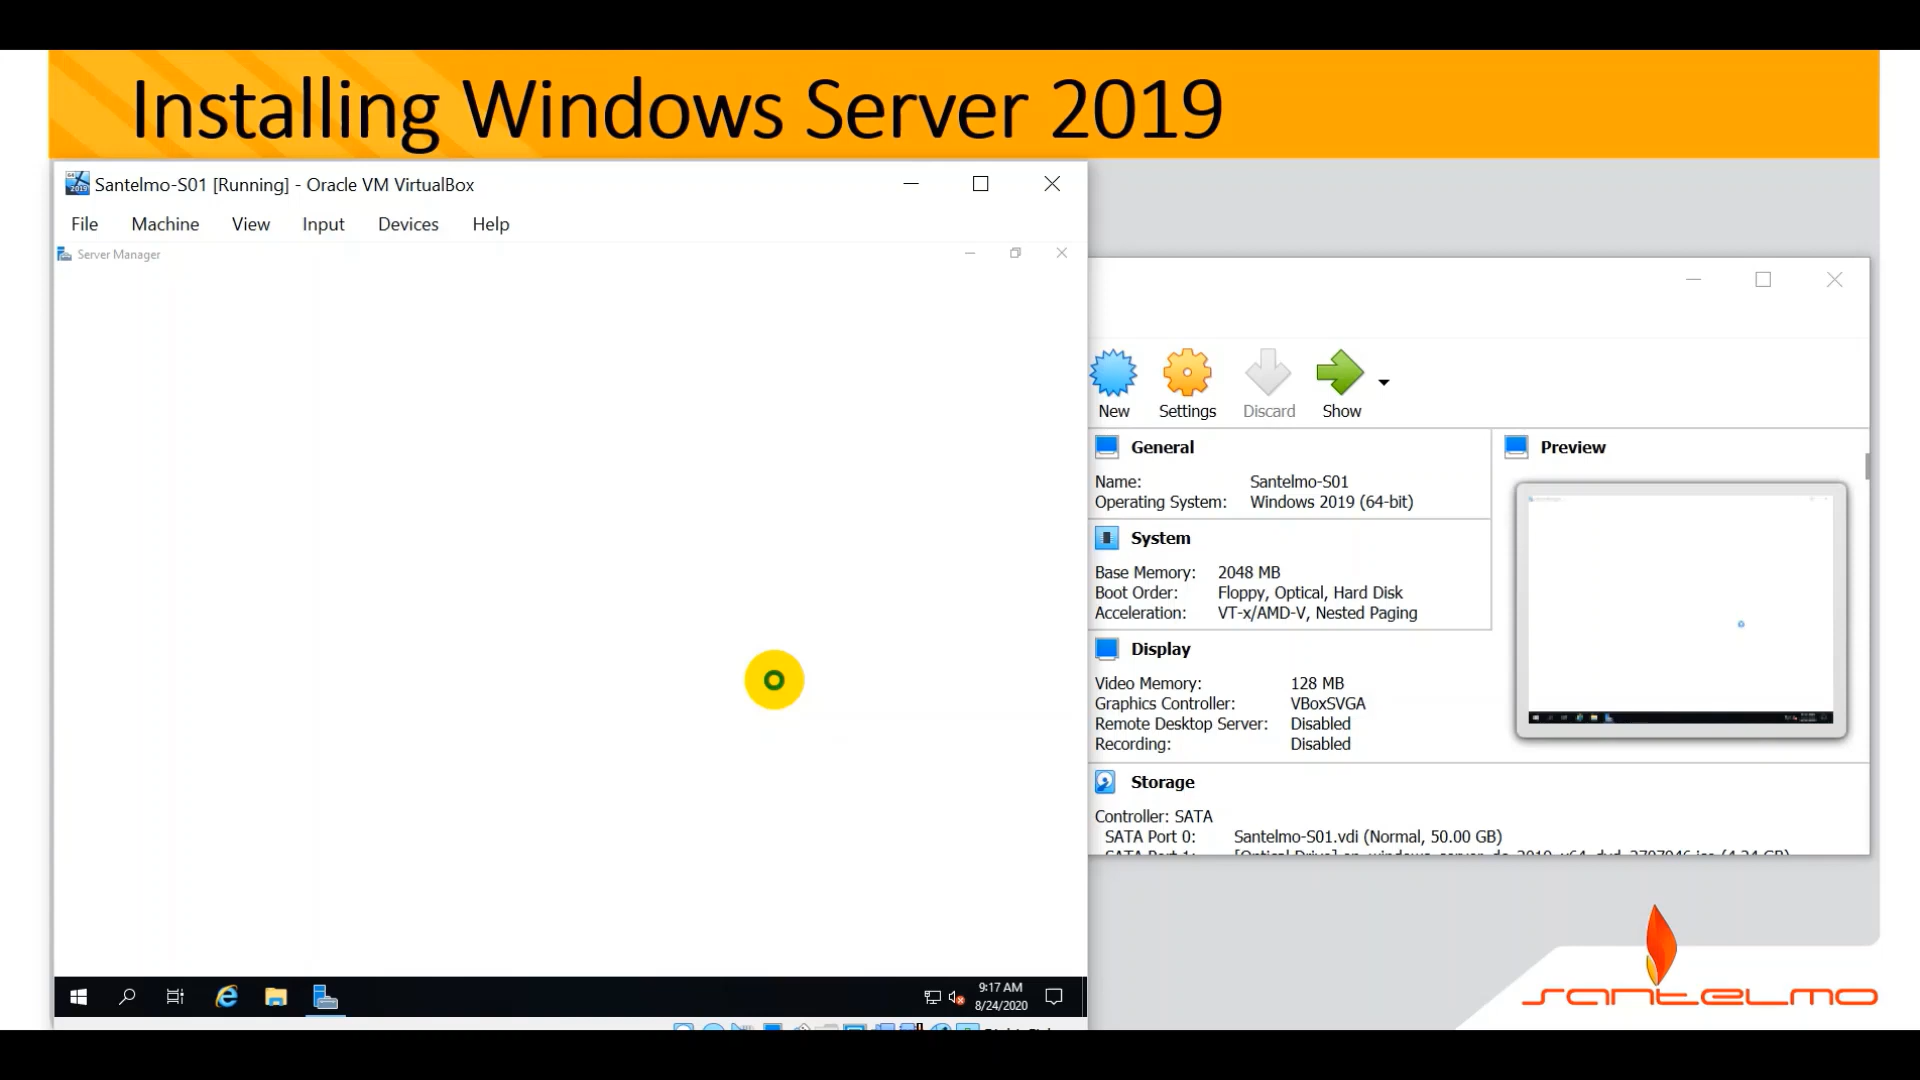 Installing Windows Server 2019
Santelmo-S01 [Running] - Oracle VM VirtualBox
File Machine View Input Devices Help
Server Manager
New Settings Discard Show
General
Name: Santelmo-S01
Operating System: Windows 2019 (64-bit)
System
Base Memory: 2048 MB
Boot Order: Floppy, Optical, Hard Disk
Acceleration: VT-x/AMD-V, Nested Paging
Display
Video Memory: 128 MB
Graphics Controller: VBoxSVGA
Remote Desktop Server: Disabled
Recording: Disabled
Storage
Controller: SATA
SATA Port 0: Santelmo-S01.vdi (Normal, 50.00 GB)
SATA Port 1:
Preview
9:17 AM
8/24/2020
santelmo